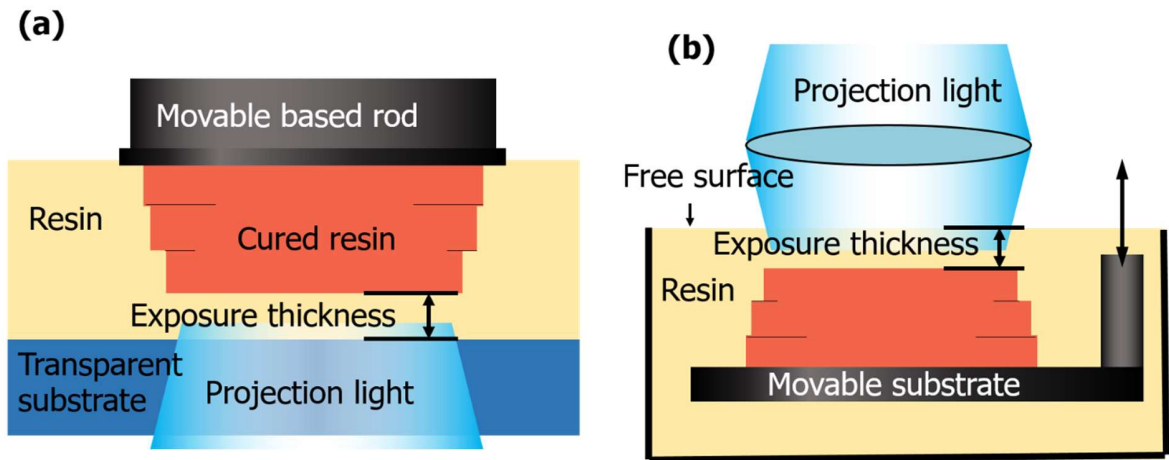 (a)
Movable based rod
Resin
Cured resin
Exposure thickness
Transparent
substrate
Projection light
(b)
Projection light
Free surface
Exposure thickness
Resin
Movable substrate